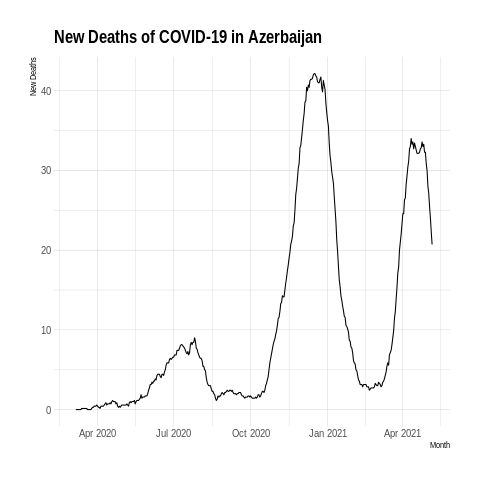 New Deaths of COVID-19 in Azerbaijan
New Deaths
40
30
20
10
0
Apr 2020 Jul 2020 Oct 2020 Jan 2021 Apr 2021
Month